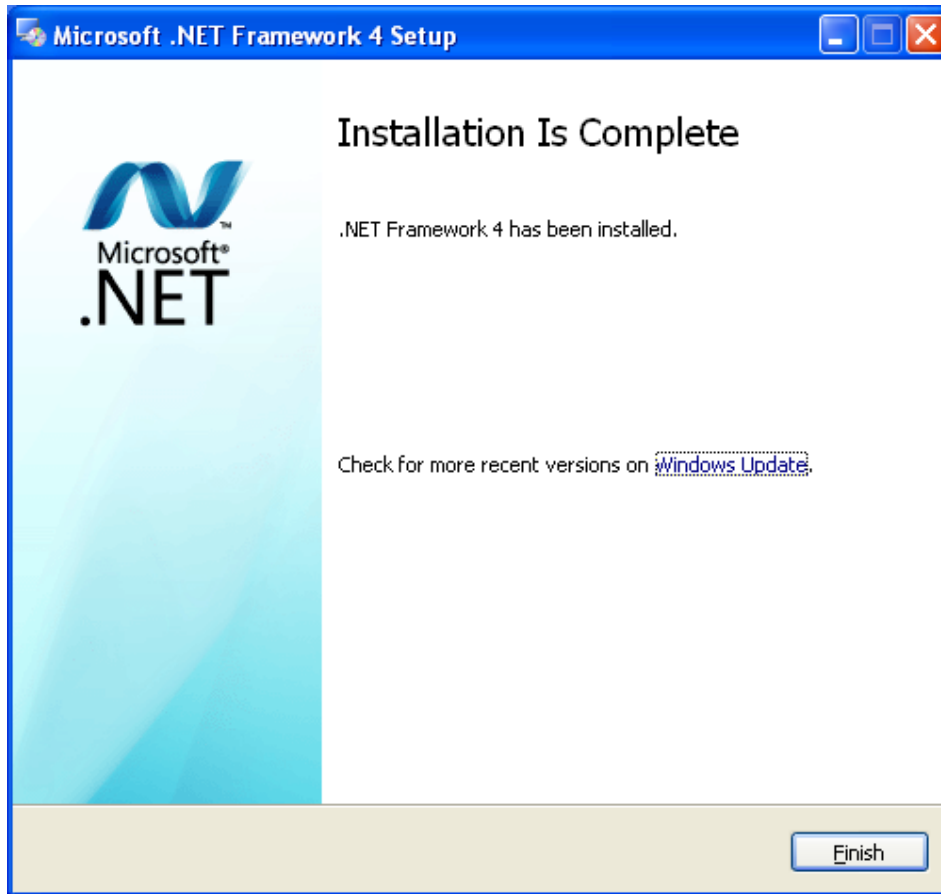 Microsoft .NET Framework 4 Setup
Installation Is Complete
Microsoft®
.NET
™
.NET Framework 4 has been installed.
Check for more recent versions on Windows Update.
Finish